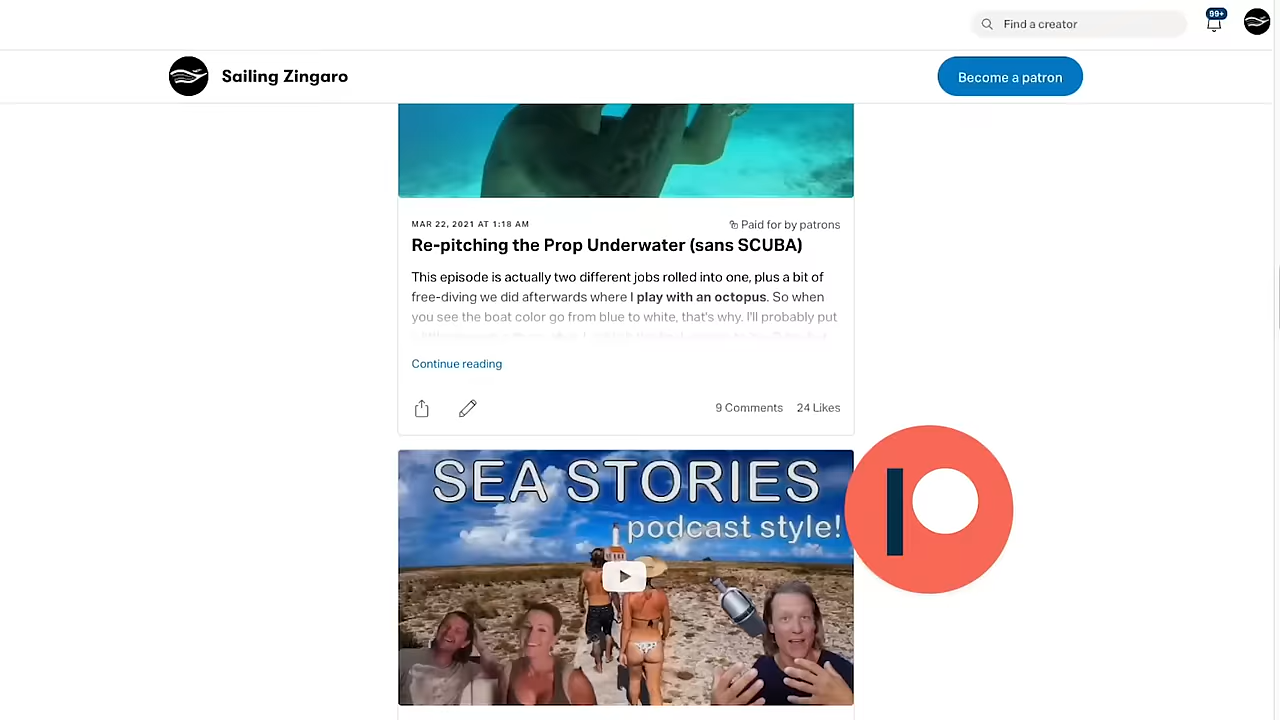 Find a creator
99+
Sailing Zingaro
Become a patron
MAR 22, 2021 AT 1:18 AM
Paid for by patrons
Re-pitching the Prop Underwater (sans SCUBA)
This episode is actually two different jobs rolled into one, plus a bit of
free-diving we did afterwards where I play with an octopus. So when
you see the boat color go from blue to white, that's why. I'll probably put
Continue reading
9 Comments
24 Likes
SEA STORIES
podcast style!